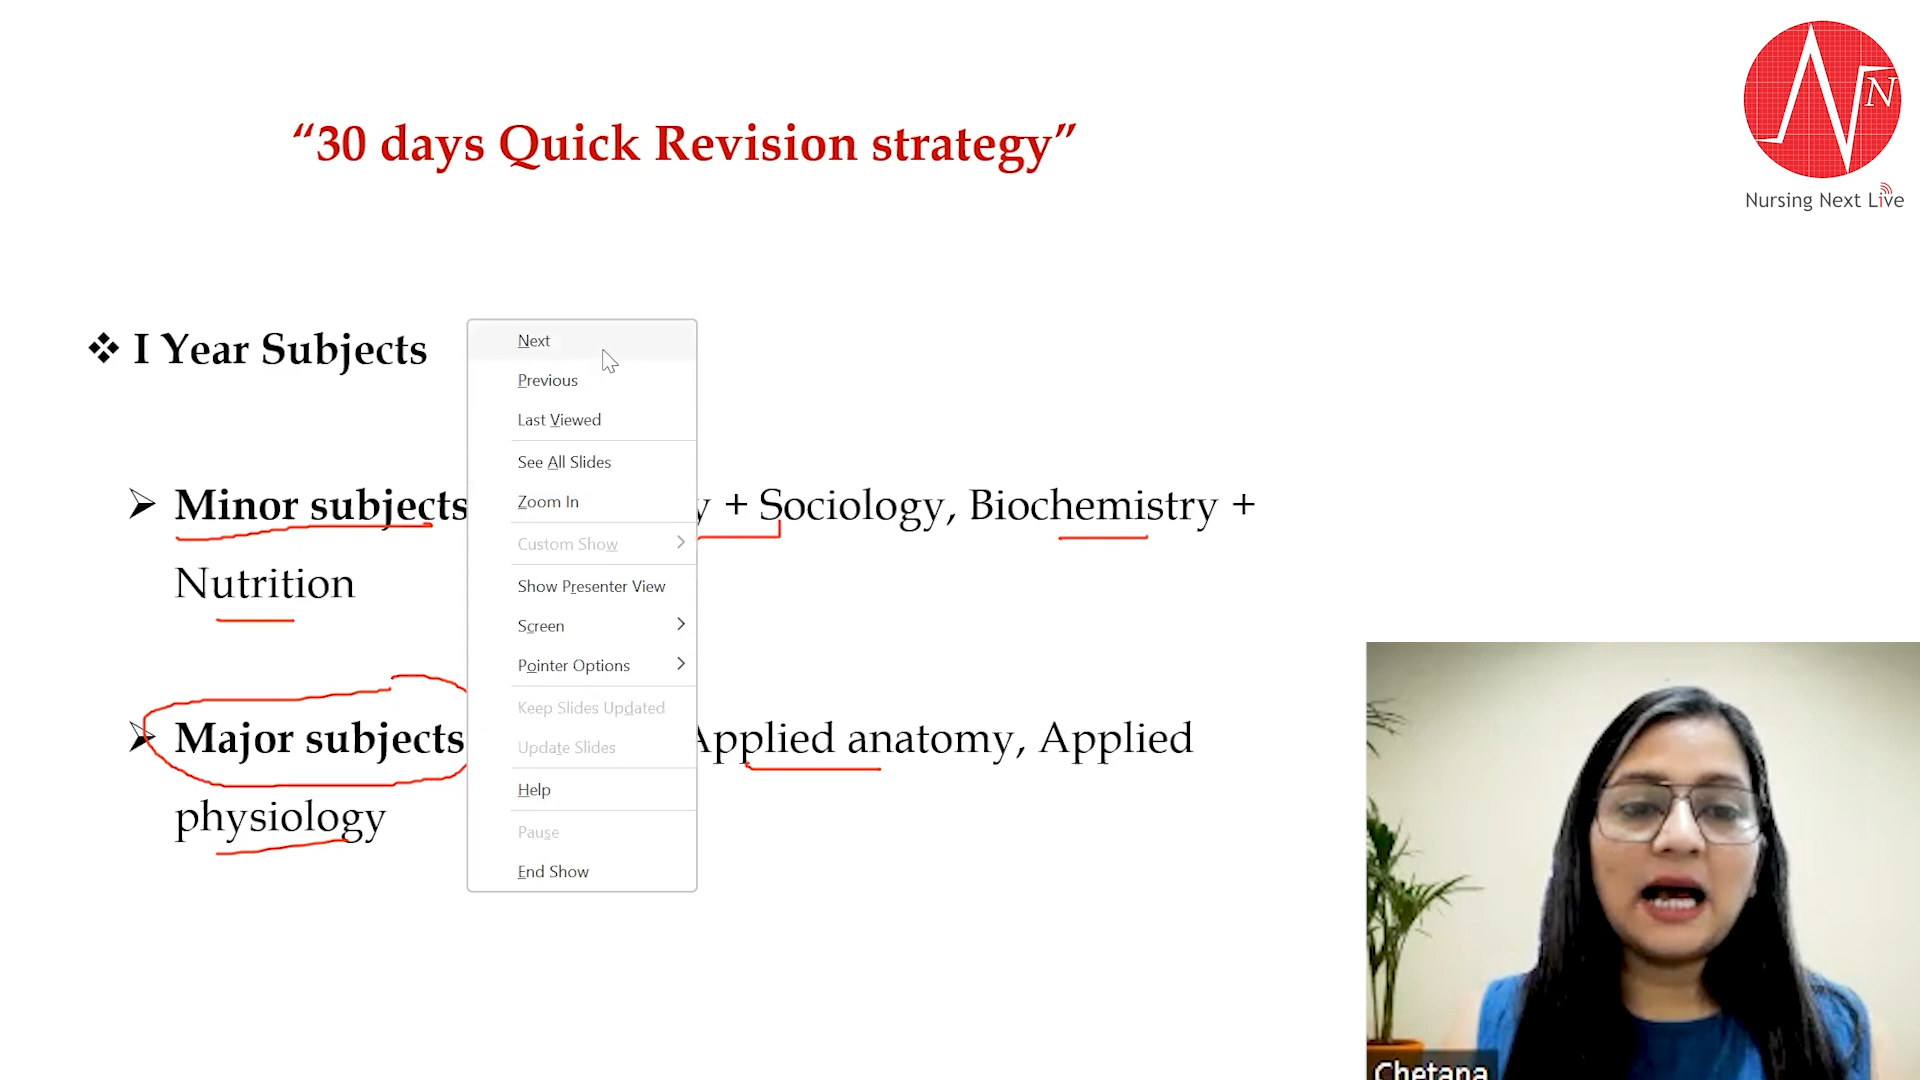 N
Nursing Next Live
“30 days Quick Revision strategy”
❖ I Year Subjects
➢ Minor subjects y + Sociology, Biochemistry +
Nutrition
➢ Major subjects Applied anatomy, Applied
physiology
Next
Previous
Last Viewed
See All Slides
Zoom In
Custom Show
Show Presenter View
Screen
Pointer Options
Keep Slides Updated
Update Slides
Help
Pause
End Show
Chetana